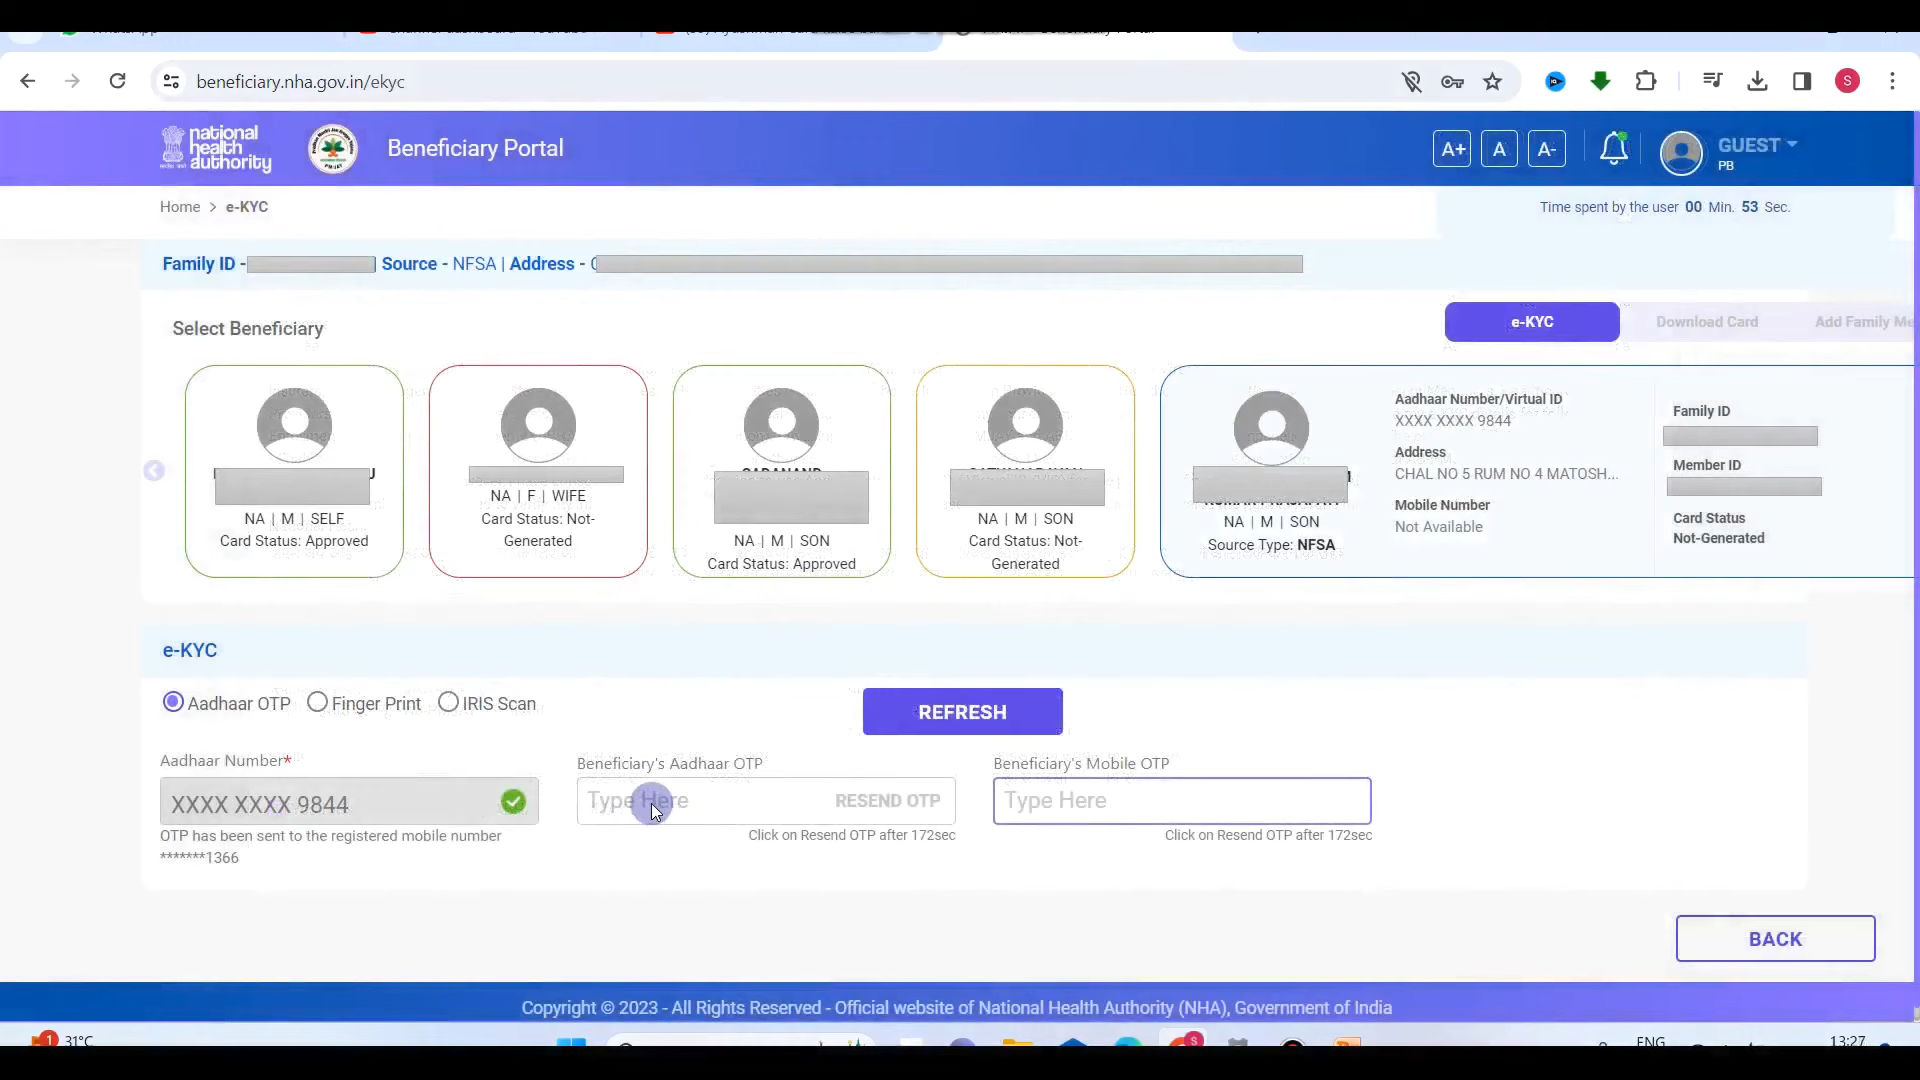 beneficiary.nha.gov.in/ekyc
S
national
health
authority
Beneficiary Portal
A+ A A-
GUEST
PB
Home > e-KYC
Time spent by the user 00 Min. 53 Sec.
Family ID - Source - NFSA | Address -
Select Beneficiary
e-KYC
Download Card
Add Family Me
NA | M | SELF
Card Status: Approved
NA | F | WIFE
Card Status: Not-
Generated
NA | M | SON
Card Status: Approved
NA | M | SON
Card Status: Not-
Generated
NA | M | SON
Source Type: NFSA
Aadhaar Number/Virtual ID
XXXX XXXX 9844
Address
CHAL NO 5 RUM NO 4 MATOSH...
Mobile Number
Not Available
Family ID
Member ID
Card Status
Not-Generated
e-KYC
Aadhaar OTP Finger Print IRIS Scan
REFRESH
Aadhaar Number*
XXXX XXXX 9844
OTP has been sent to the registered mobile number
*******1366
Beneficiary's Aadhaar OTP
Type Here RESEND OTP
Click on Resend OTP after 172sec
Beneficiary's Mobile OTP
Type Here
Click on Resend OTP after 172sec
BACK
Copyright © 2023 - All Rights Reserved - Official website of National Health Authority (NHA), Government of India
1 31°C
S
ENG
13:27